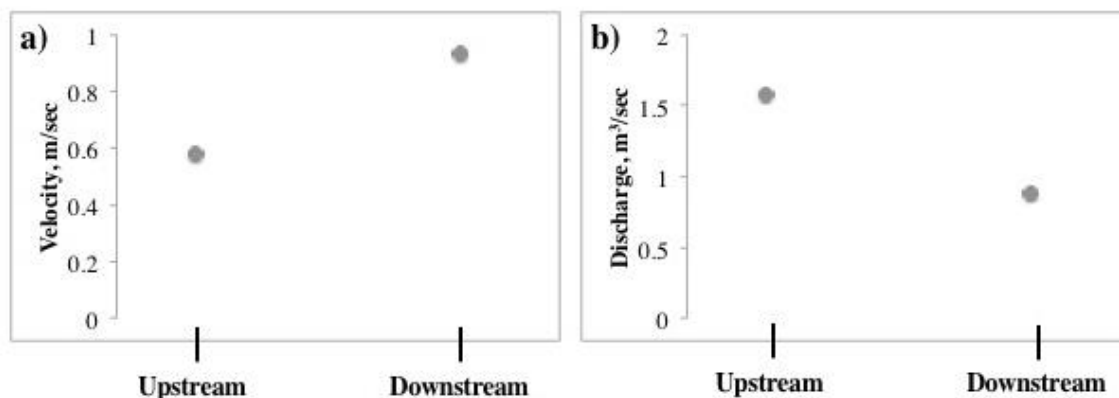 a)
1
0.8
0.6
0.4
0.2
0
Velocity, m/sec
Upstream
Downstream
b)
2
1.5
1
0.5
0
Discharge, m³/sec
Upstream
Downstream